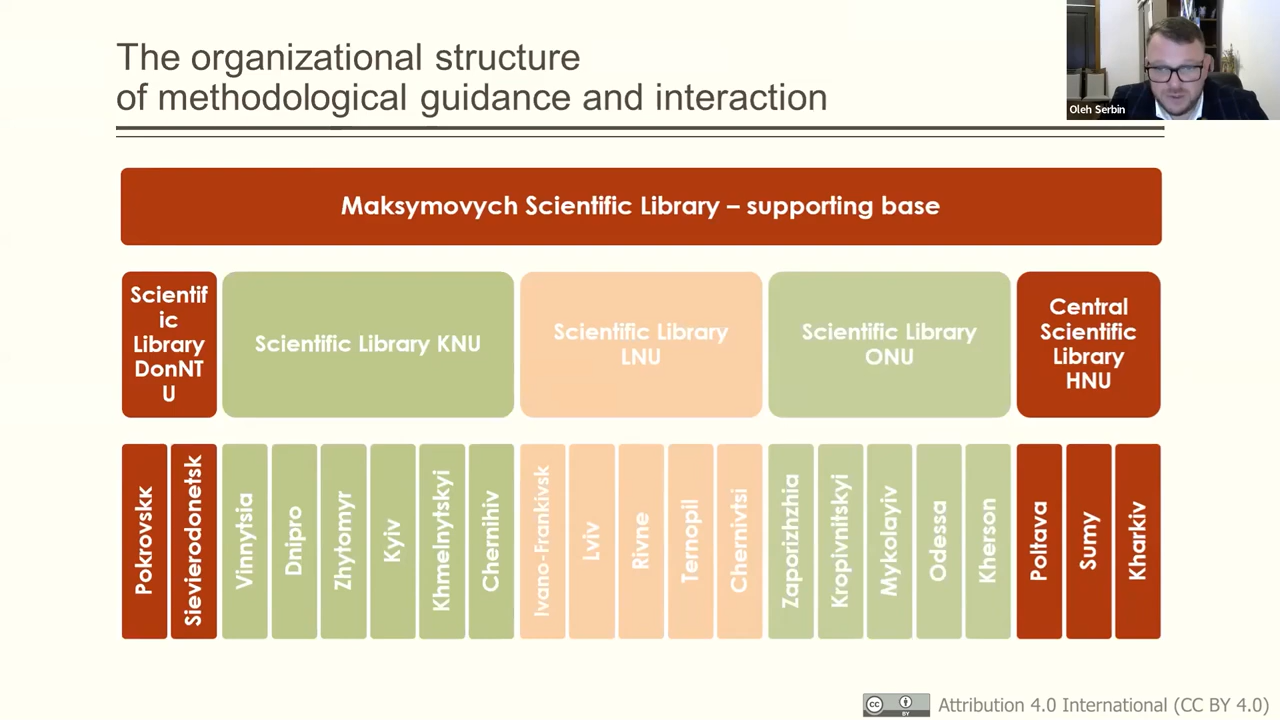 The organizational structure
of methodological guidance and interaction
Oleh Serbin
Maksymovych Scientific Library – supporting base
Scientif
ic
Library
DonNT
U
Scientific Library KNU
Scientific Library
LNU
Scientific Library
ONU
Central
Scientific
Library
HNU
Pokrovskк
Sievierodonetsk
Vinnytsia
Dnipro
Zhytomyr
Kyiv
Khmelnytskyi
Chernihiv
Ivano-Frankivsk
Lviv
Rivne
Ternopil
Chernivtsi
Zaporizhzhia
Kropivnitskyi
Mykolayiv
Odessa
Kherson
Poltava
Sumy
Kharkiv
cc BY Attribution 4.0 International (CC BY 4.0)